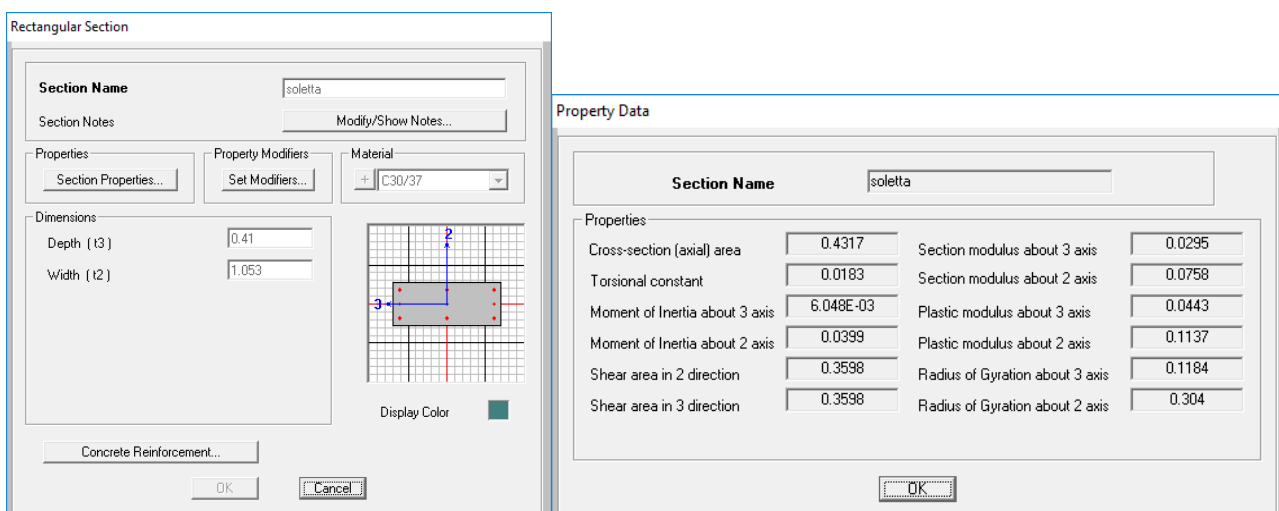 Rectangular Section
Section Name soletta
Section Notes Modify/Show Notes...
Properties Property Modifiers Material
Section Properties... Set Modifiers... + C30/37
Dimensions
Depth ( t3 ) 0.41
Width ( t2 ) 1.053
2
3
Display Color
Concrete Reinforcement...
OK Cancel
Property Data
Section Name soletta
Properties
Cross-section (axial) area 0.4317 Section modulus about 3 axis 0.0295
Torsional constant 0.0183 Section modulus about 2 axis 0.0758
Moment of Inertia about 3 axis 6.048E-03 Plastic modulus about 3 axis 0.0443
Moment of Inertia about 2 axis 0.0399 Plastic modulus about 2 axis 0.1137
Shear area in 2 direction 0.3598 Radius of Gyration about 3 axis 0.1184
Shear area in 3 direction 0.3598 Radius of Gyration about 2 axis 0.304
OK